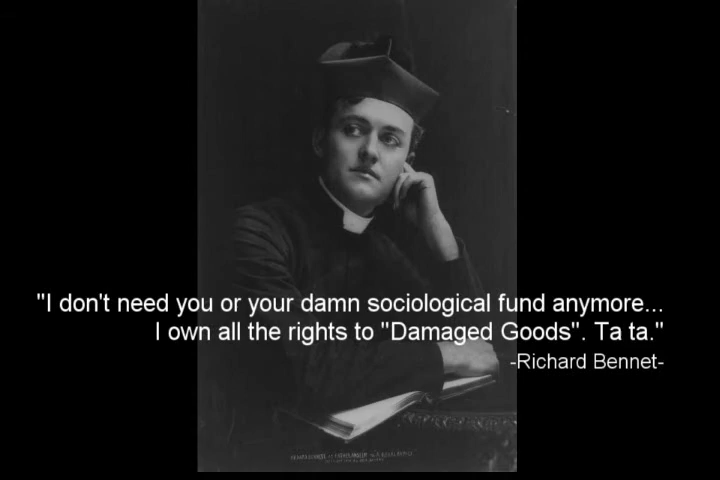 "I don't need you or your damn sociological fund anymore...
I own all the rights to "Damaged Goods". Ta ta."
-Richard Bennet-